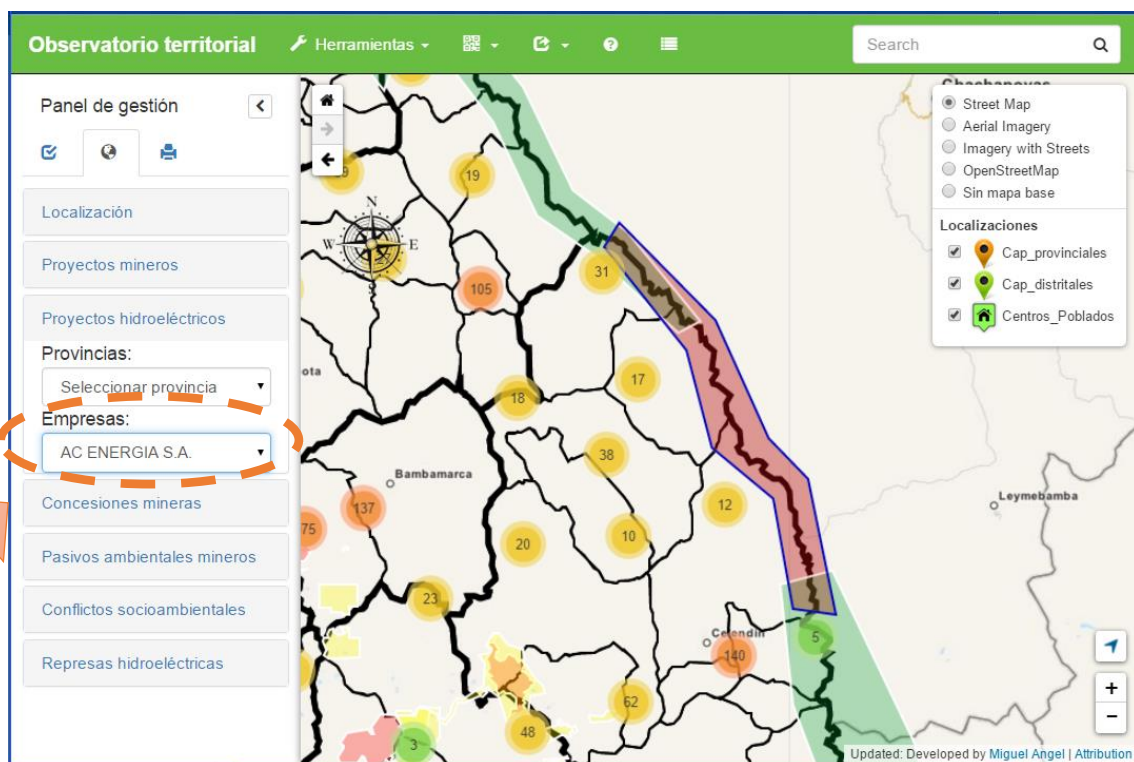 Observatorio territorial
Herramientas
Search
Panel de gestión
Localización
Proyectos mineros
Proyectos hidroeléctricos
Provincias:
Seleccionar provincia
Empresas:
AC ENERGIA S.A.
Concesiones mineras
Pasivos ambientales mineros
Conflictos socioambientales
Represas hidroeléctricas
Chachapoyas
Street Map
Aerial Imagery
Imagery with Streets
OpenStreetMap
Sin mapa base
Localizaciones
Cap_provinciales
Cap_distritales
Centros_Poblados
19
N
W
E
S
31
105
ota
17
18
38
Bambamarca
Leymebamba
137
12
75
20
10
23
Celendín
5
140
62
48
3
+
−
Updated: Developed by Miguel Angel | Attribution